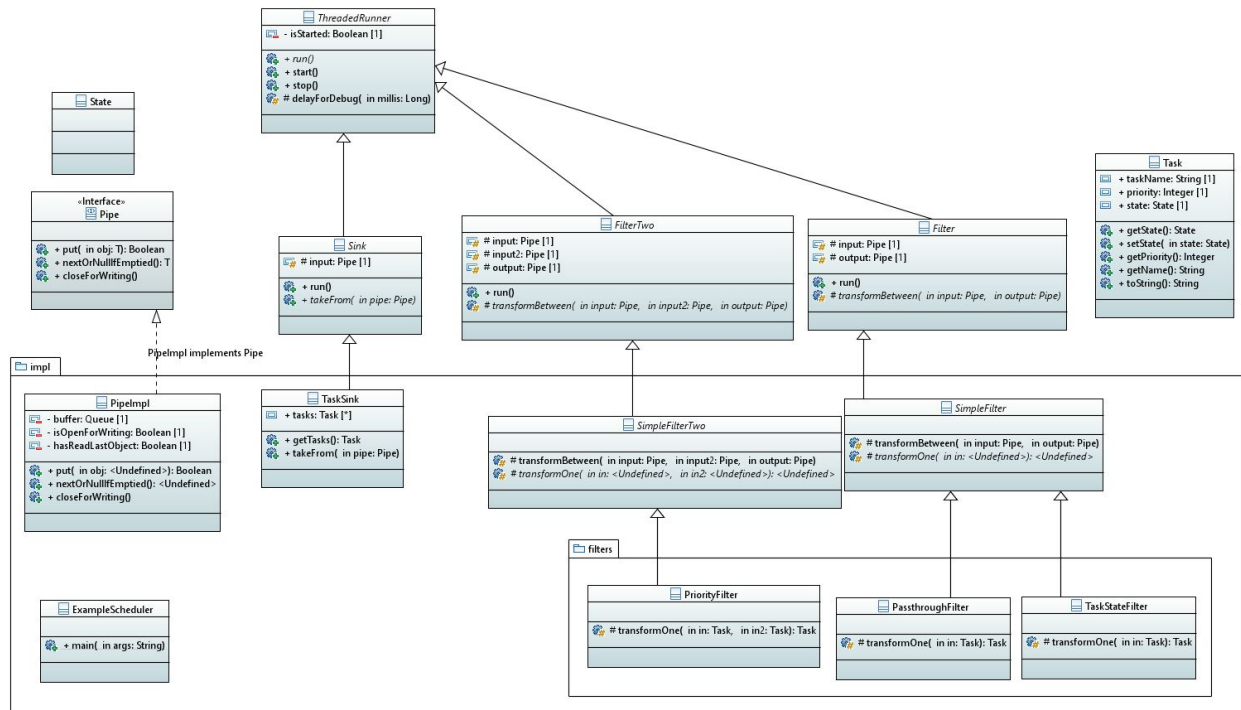 ThreadedRunner
- isStarted: Boolean [1]
+ run()
+ start()
+ stop()
# delayForDebug( in millis: Long)
State
«Interface»
Pipe
+ put( in obj: T): Boolean
+ nextOrNullIfEmptied(): T
+ closeForWriting()
Sink
# input: Pipe [1]
+ run()
+ takeFrom( in pipe: Pipe)
FilterTwo
# input: Pipe [1]
# input2: Pipe [1]
# output: Pipe [1]
+ run()
# transformBetween( in input: Pipe, in input2: Pipe, in output: Pipe)
Filter
# input: Pipe [1]
# output: Pipe [1]
+ run()
# transformBetween( in input: Pipe, in output: Pipe)
Task
+ taskName: String [1]
+ priority: Integer [1]
+ state: State [1]
+ getState(): State
+ setState( in state: State)
+ getPriority(): Integer
+ getName(): String
+ toString(): String
PipeImpl implements Pipe
impl
PipeImpl
- buffer: Queue [1]
- isOpenForWriting: Boolean [1]
- hasReadLastObject: Boolean [1]
+ put( in obj: <Undefined>): Boolean
+ nextOrNullIfEmptied(): <Undefined>
+ closeForWriting()
TaskSink
+ tasks: Task [*]
+ getTasks(): Task
+ takeFrom( in pipe: Pipe)
SimpleFilterTwo
# transformBetween( in input: Pipe, in input2: Pipe, in output: Pipe)
# transformOne( in in: <Undefined>, in in2: <Undefined>): <Undefined>
SimpleFilter
# transformBetween( in input: Pipe, in output: Pipe)
# transformOne( in in: <Undefined>): <Undefined>
filters
PriorityFilter
# transformOne( in in: Task, in in2: Task): Task
PassthroughFilter
# transformOne( in in: Task): Task
TaskStateFilter
# transformOne( in in: Task): Task
ExampleScheduler
+ main( in args: String)